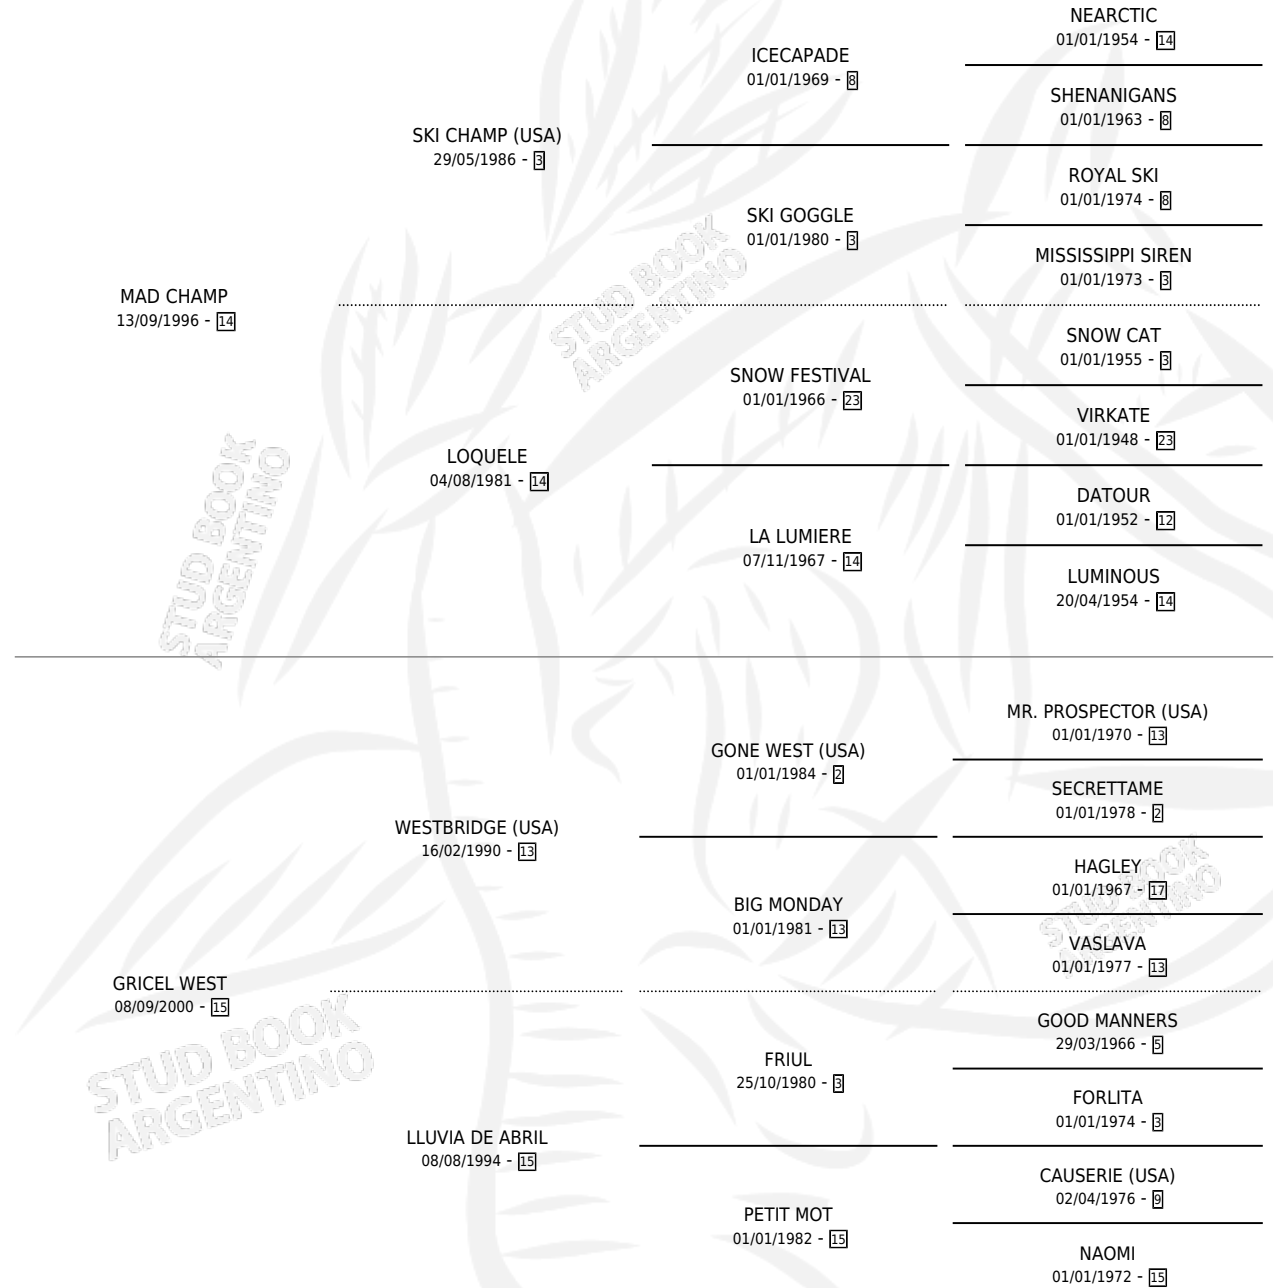 NEARCTIC
01/01/1954 - 14
ICECAPADE
01/01/1969 - 8
SHENANIGANS
01/01/1963 - 8
SKI CHAMP (USA)
29/05/1986 - 3
ROYAL SKI
01/01/1974 - 8
SKI GOGGLE
01/01/1980 - 3
MISSISSIPPI SIREN
01/01/1973 - 3
MAD CHAMP
13/09/1996 - 14
STUD BOOK
ARGENTINO
SNOW CAT
01/01/1955 - 3
SNOW FESTIVAL
01/01/1966 - 23
VIRKATE
01/01/1948 - 23
LOQUELE
04/08/1981 - 14
DATOUR
01/01/1952 - 12
LA LUMIERE
07/11/1967 - 14
LUMINOUS
20/04/1954 - 14
STUD BOOK
ARGENTINO
MR. PROSPECTOR (USA)
01/01/1970 - 13
GONE WEST (USA)
01/01/1984 - 2
SECRETTAME
01/01/1978 - 2
WESTBRIDGE (USA)
16/02/1990 - 13
HAGLEY
01/01/1967 - 17
BIG MONDAY
01/01/1981 - 13
VASLAVA
01/01/1977 - 13
STUD BOOK
ARGENTINO
GRICEL WEST
08/09/2000 - 15
GOOD MANNERS
29/03/1966 - 5
FRIUL
25/10/1980 - 3
FORLITA
01/01/1974 - 3
STUD BOOK
ARGENTINO
LLUVIA DE ABRIL
08/08/1994 - 15
CAUSERIE (USA)
02/04/1976 - 9
PETIT MOT
01/01/1982 - 15
NAOMI
01/01/1972 - 15